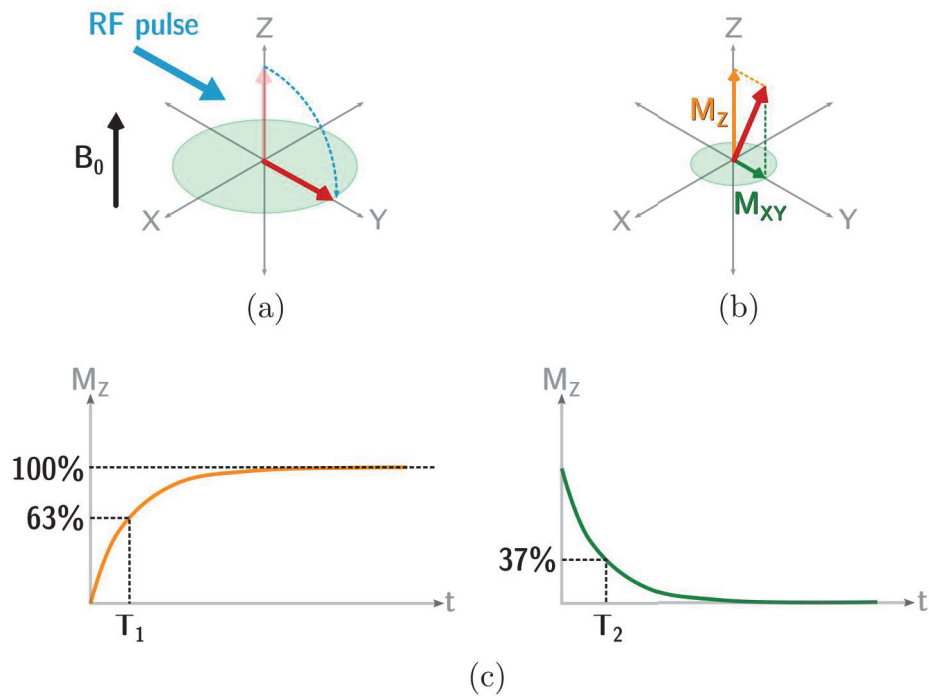 RF pulse
Z
B0
X
Y
(a)
Z
MZ
X
MXY
Y
(b)
MZ
100%
63%
T1
t
MZ
37%
T2
t
(c)